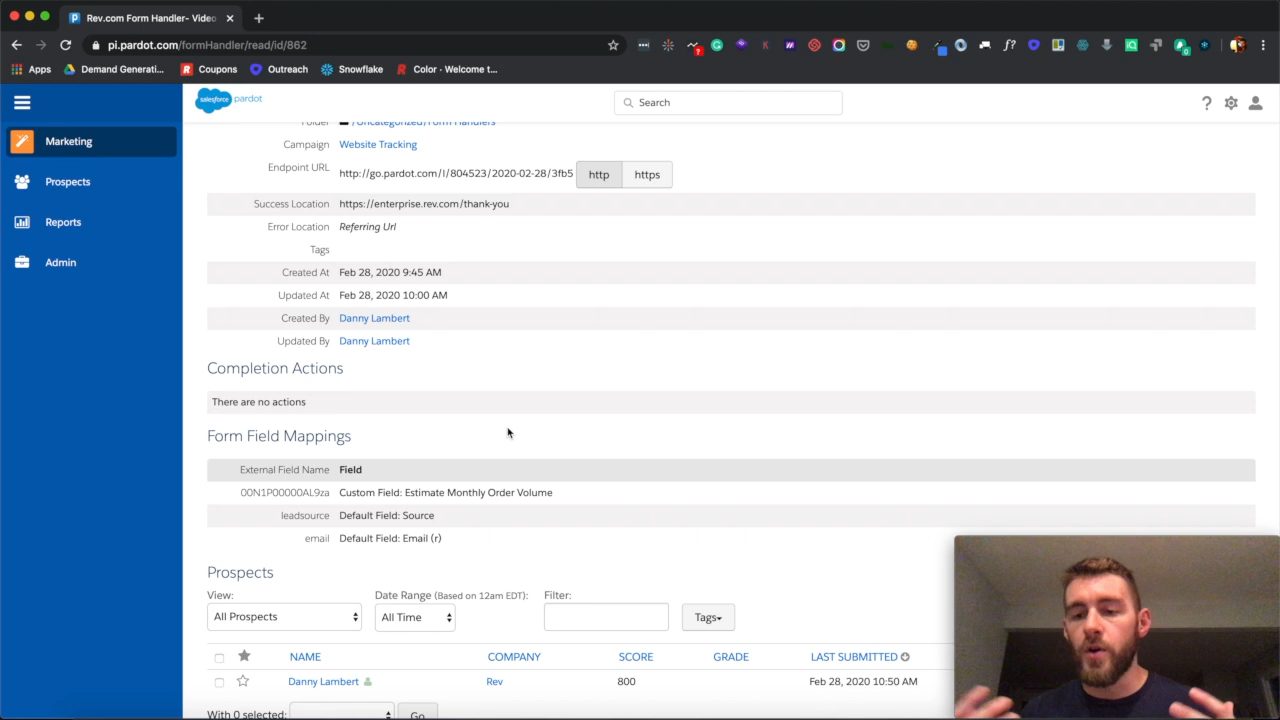 Rev.com Form Handler- Video
pi.pardot.com/formHandler/read/id/862
Apps
Demand Generati...
Coupons
Outreach
Snowflake
Color - Welcome t...
salesforce pardot
Search
Marketing
Prospects
Reports
Admin
Folder /Uncategorized/Form Handlers
Campaign Website Tracking
Endpoint URL http://go.pardot.com/l/804523/2020-02-28/3fb5 http https
Success Location https://enterprise.rev.com/thank-you
Error Location Referring Url
Tags
Created At Feb 28, 2020 9:45 AM
Updated At Feb 28, 2020 10:00 AM
Created By Danny Lambert
Updated By Danny Lambert
Completion Actions
There are no actions
Form Field Mappings
External Field Name Field
00N1P00000AL9za Custom Field: Estimate Monthly Order Volume
leadsource Default Field: Source
email Default Field: Email (r)
Prospects
View: Date Range (Based on 12am EDT): Filter:
All Prospects All Time Tags
NAME COMPANY SCORE GRADE LAST SUBMITTED
Danny Lambert Rev 800 Feb 28, 2020 10:50 AM
With 0 selected: Go